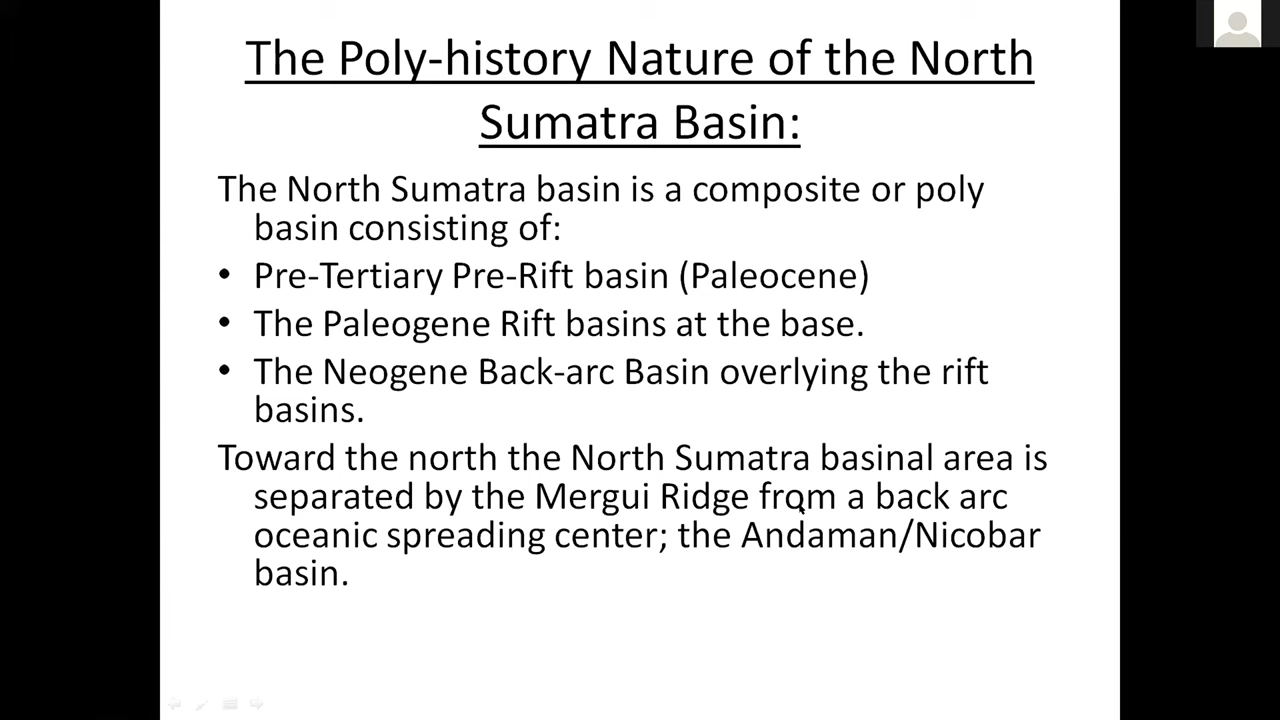 The Poly-history Nature of the North
Sumatra Basin:
The North Sumatra basin is a composite or poly
basin consisting of:
• Pre-Tertiary Pre-Rift basin (Paleocene)
• The Paleogene Rift basins at the base.
• The Neogene Back-arc Basin overlying the rift
basins.
Toward the north the North Sumatra basinal area is
separated by the Mergui Ridge from a back arc
oceanic spreading center; the Andaman/Nicobar
basin.